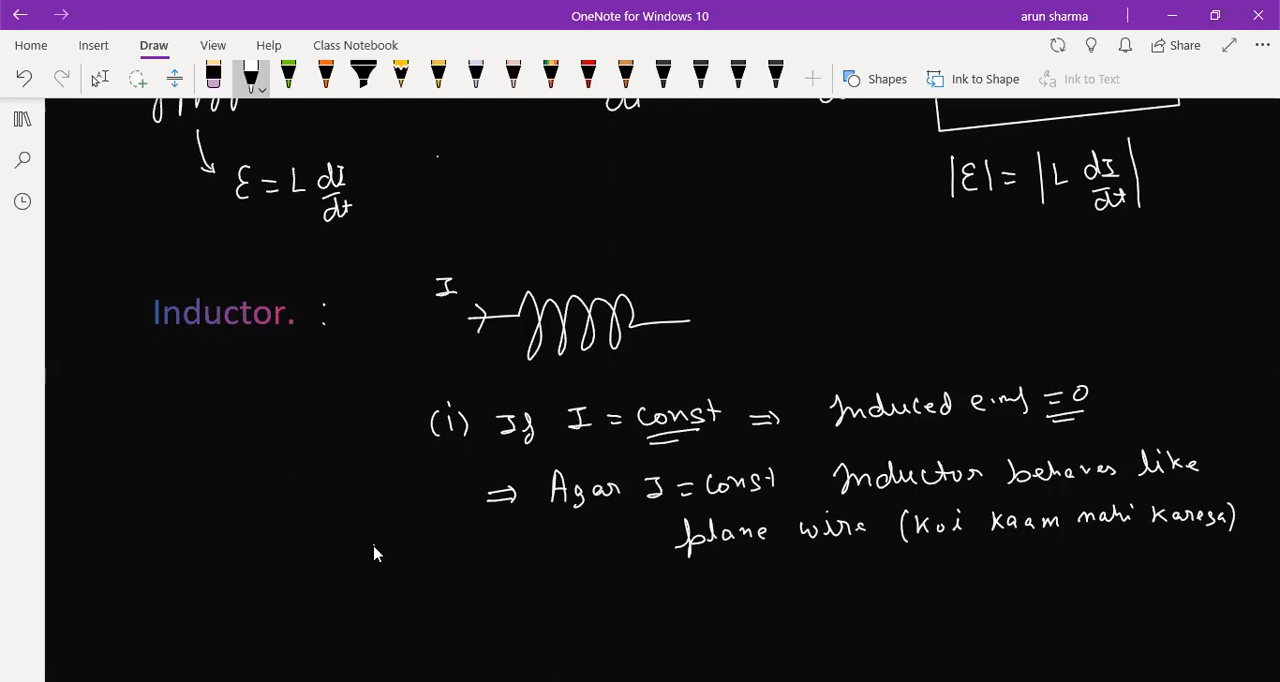 OneNote for Windows 10
arun sharma
Home Insert Draw View Help Class Notebook
Share
Shapes Ink to Shape Ink to Text
ε = L dI/dt
|ε| = |L dI/dt|
Inductor. :
I
(i) If I = const ⇒ Induced e.mf = 0
⇒ Agar I = const Inductor behaves like
plane wire (Koi kaam nahi karega)